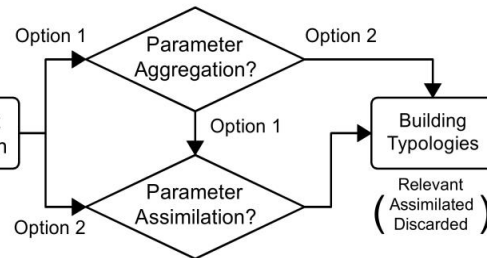 Option 1
Parameter
Aggregation?
Option 2
Option 1
Building
Typologies
Parameter
Assimilation?
Option 2
Relevant
( Assimilated )
Discarded